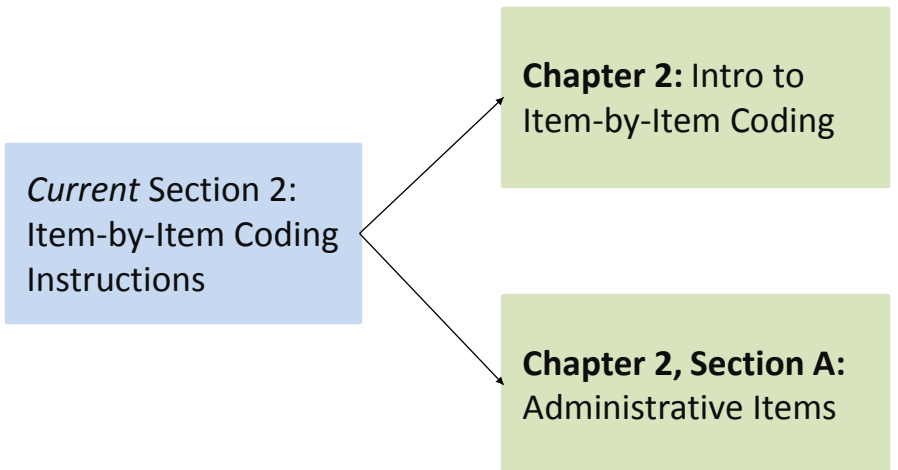 Current Section 2:
Item-by-Item Coding
Instructions
Chapter 2: Intro to
Item-by-Item Coding
Chapter 2, Section A:
Administrative Items